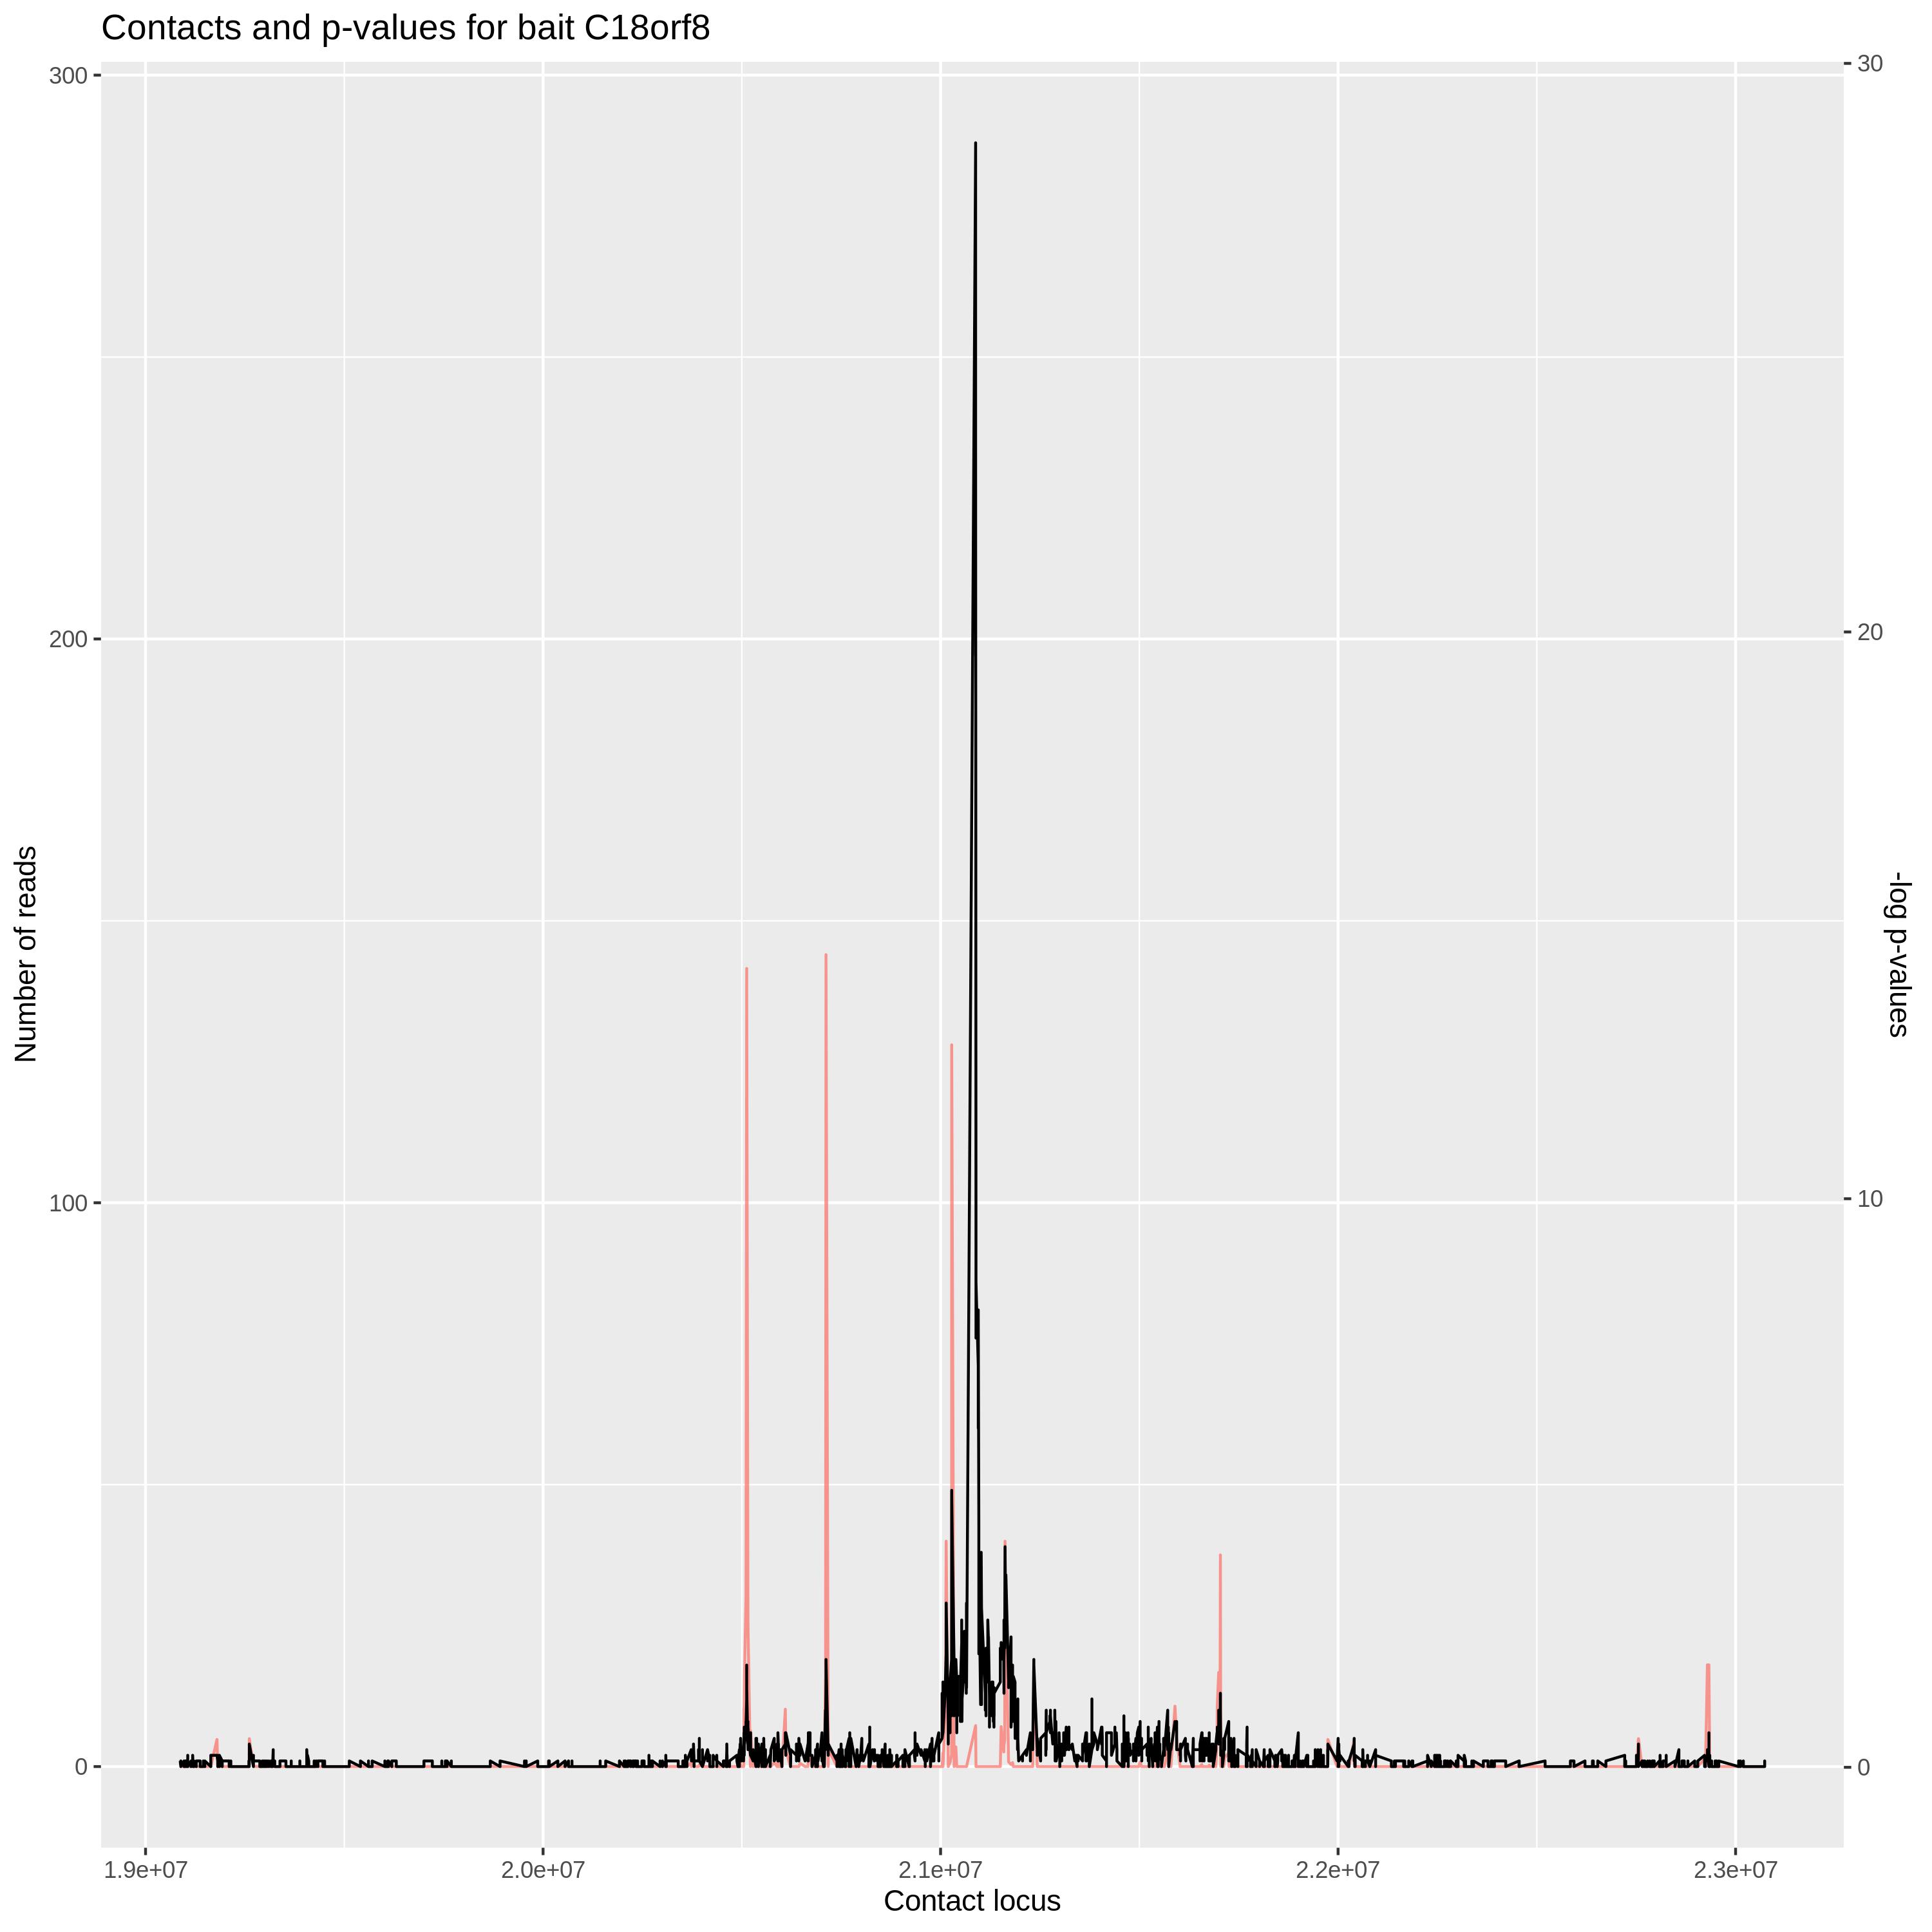 Contacts and p-values for bait C18orf8
300
200
100
0
Number of reads
30
20
10
0
-log p-values
1.9e+07 2.0e+07 2.1e+07 2.2e+07 2.3e+07
Contact locus